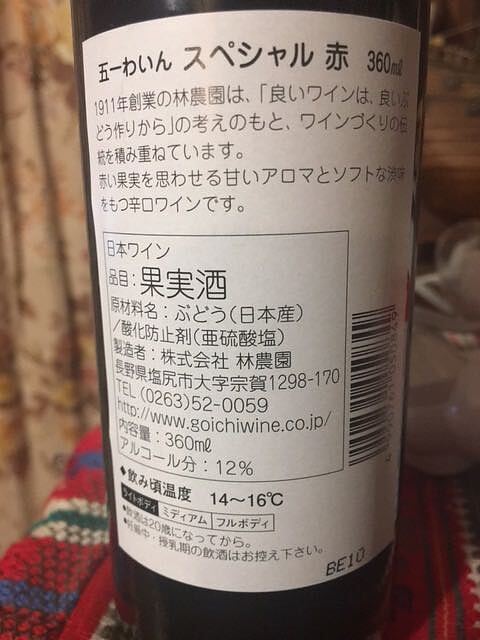 五一わいん スペシャル 赤 360㎖
1911年創業の林農園は、「良いワインは、良いぶ
どう作りから」の考えのもと、ワインづくりの伝
統を積み重ねています。
赤い果実を思わせる甘いアロマとソフトな渋味
をもつ辛口ワインです。
日本ワイン
品目：果実酒
原材料名：ぶどう（日本産）
／酸化防止剤（亜硫酸塩）
製造者：株式会社 林農園
長野県塩尻市大字宗賀1298-170
TEL (0263)52-0059
http://www.goichiwine.co.jp/
内容量：360㎖
アルコール分：12%
◆飲み頃温度 14～16℃
ライトボディ ミディアム フルボディ
●飲酒は20歳になってから。
●妊娠中・授乳期の飲酒はお控え下さい。
BE10